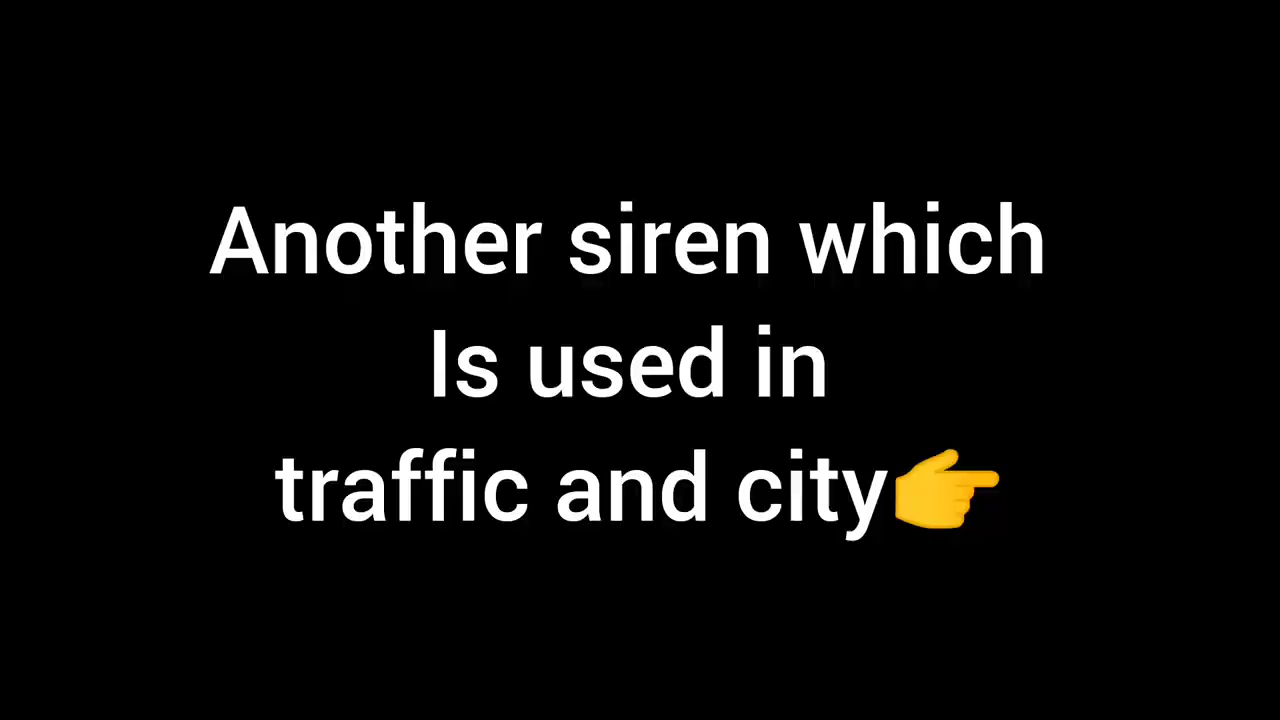 Another siren which
Is used in
traffic and city👉